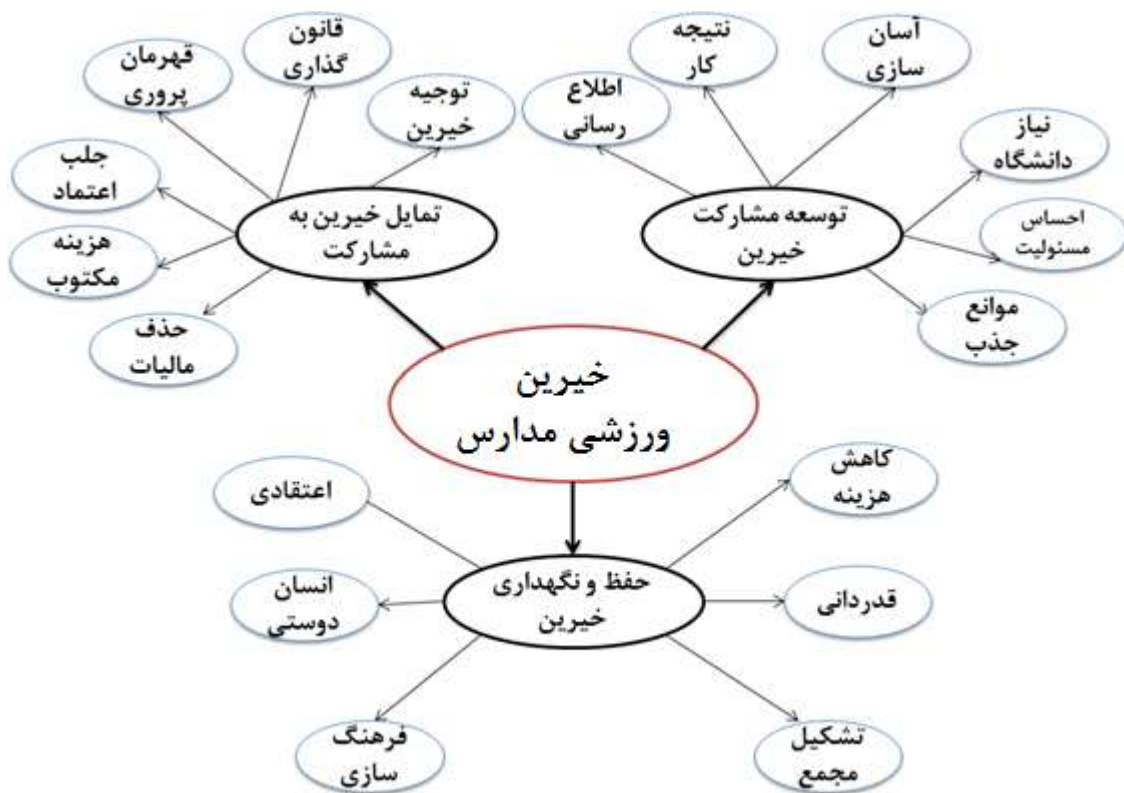 قانون
گذاری
قهرمان
پروری
توجیه
خیرین
جلب
اعتماد
هزینه
مکتوب
حذف
مالیات
تمایل خیرین به
مشارکت
نتیجه
کار
آسان
سازی
اطلاع
رسانی
نیاز
دانشگاه
احساس
مسئولیت
موانع
جذب
توسعه مشارکت
خیرین
خیرین
ورزشی مدارس
اعتقادی
کاهش
هزینه
انسان
دوستی
قدردانی
حفظ و نگهداری
خیرین
فرهنگ
سازی
تشکیل
مجمع